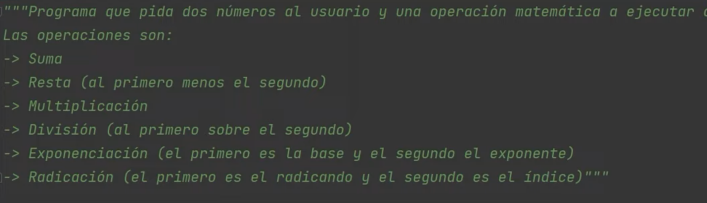 """Programa que pida dos números al usuario y una operación matemática a ejecutar
Las operaciones son:
-> Suma
-> Resta (al primero menos el segundo)
-> Multiplicación
-> División (al primero sobre el segundo)
-> Exponenciación (el primero es la base y el segundo el exponente)
-> Radicación (el primero es el radicando y el segundo es el índice)"""